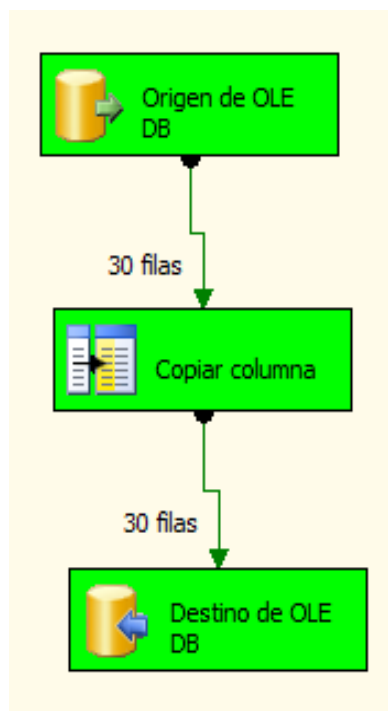 Origen de OLE
DB
30 filas
Copiar columna
30 filas
Destino de OLE
DB